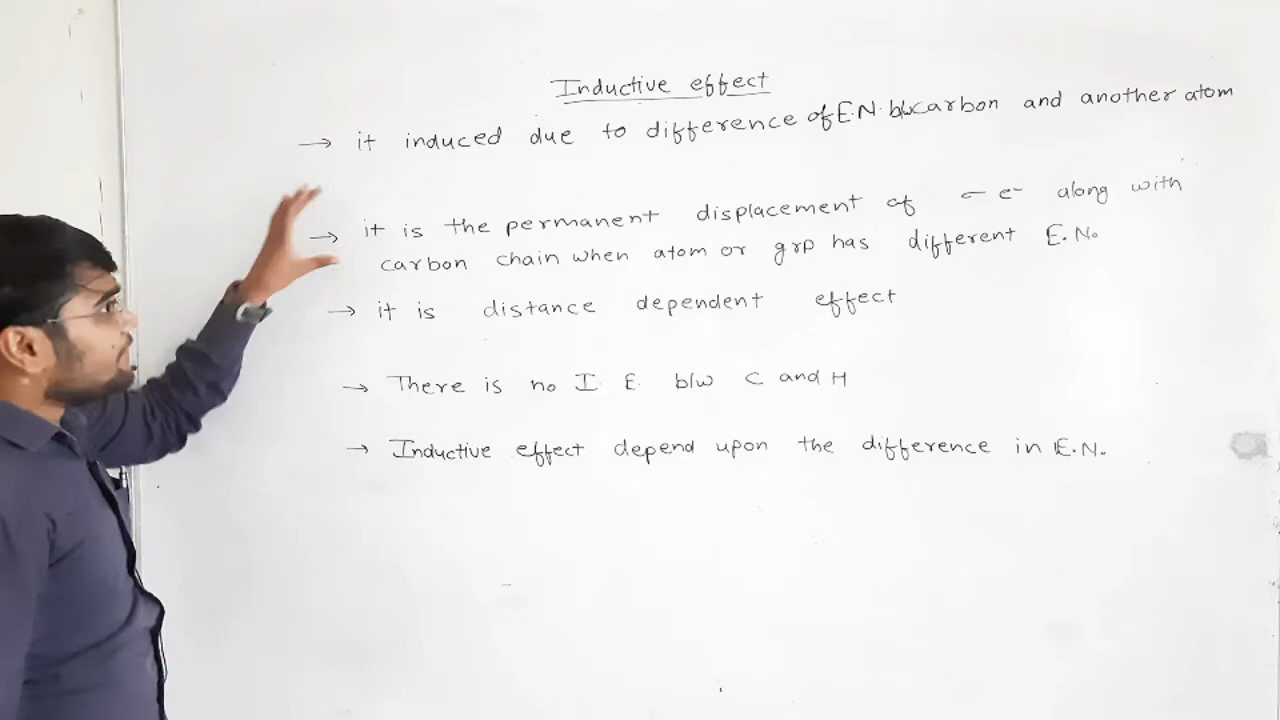 Inductive effect
→ it induced due to difference of E.N. b/w carbon and another atom
→ it is the permanent displacement of σ e⁻ along with
carbon chain when atom or grp has different E.N.
→ it is distance dependent effect
→ There is no I. E. b/w C and H
→ Inductive effect depend upon the difference in E.N.